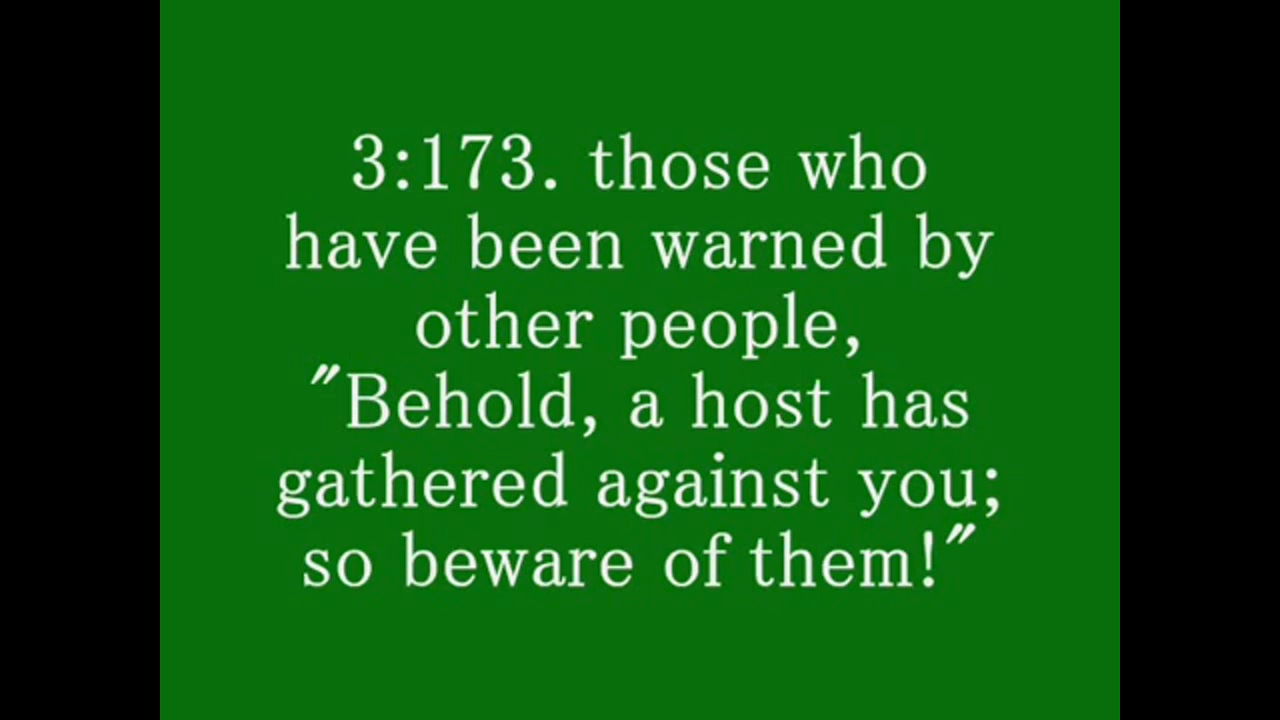 3:173. those who
have been warned by
other people,
"Behold, a host has
gathered against you;
so beware of them!"